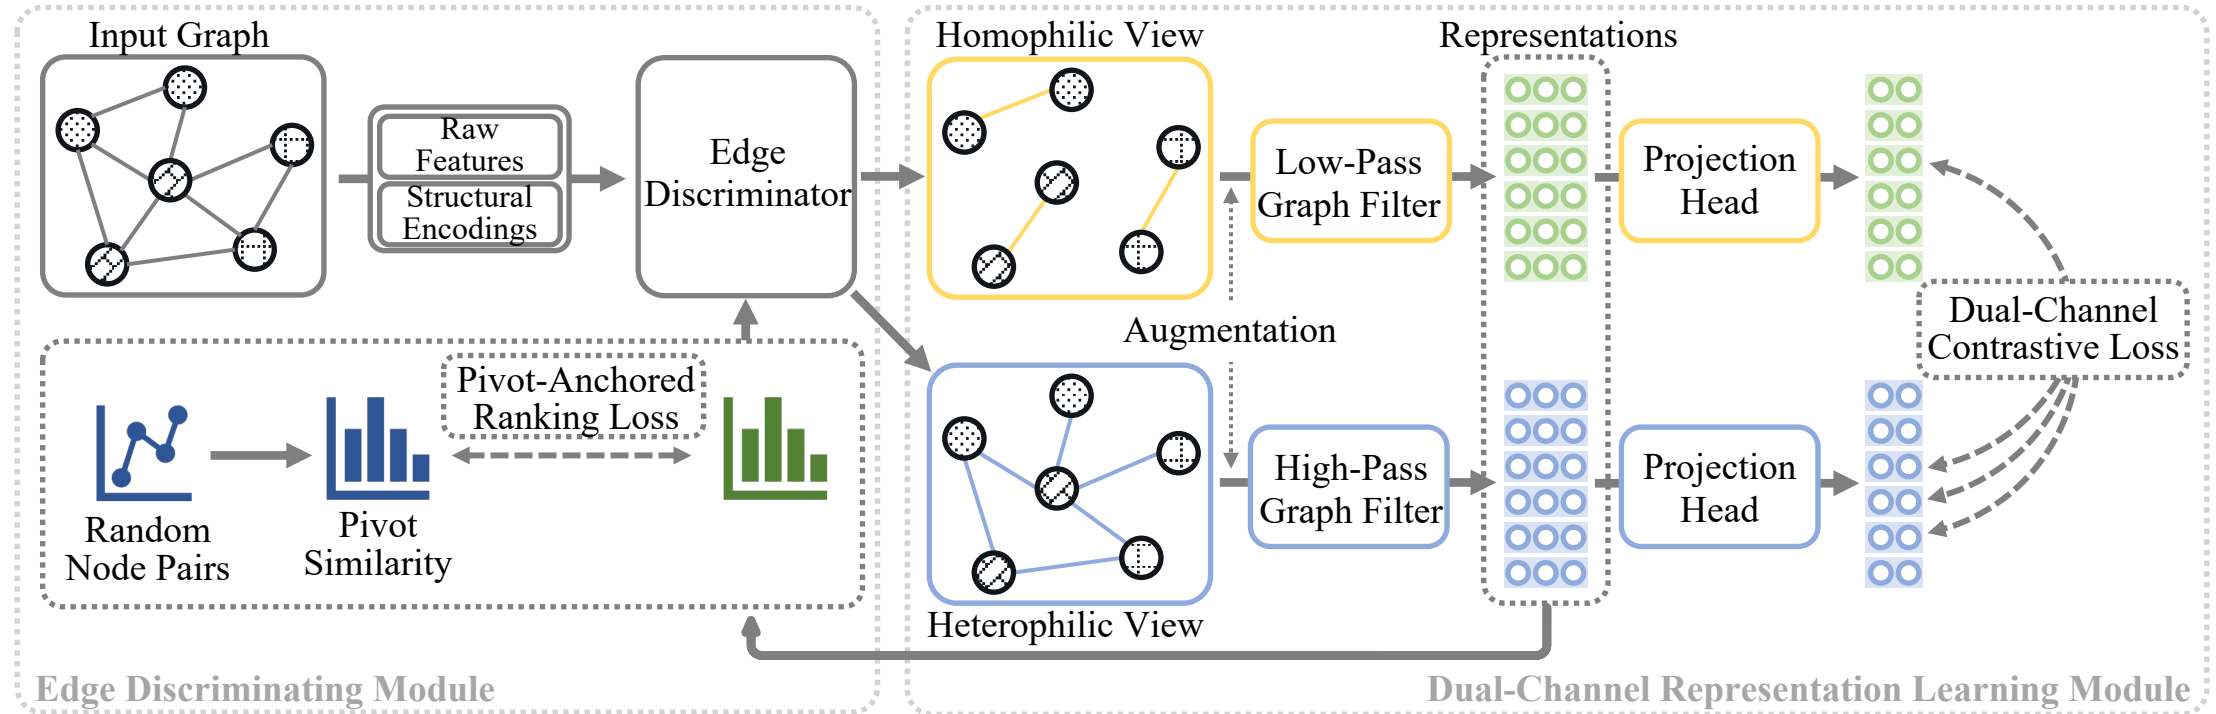 Input Graph
Raw
Features
Structural
Encodings
Edge
Discriminator
Pivot-Anchored
Ranking Loss
Random
Node Pairs
Pivot
Similarity
Edge Discriminating Module
Homophilic View
Representations
Low-Pass
Graph Filter
Projection
Head
Augmentation
Dual-Channel
Contrastive Loss
High-Pass
Graph Filter
Projection
Head
Heterophilic View
Dual-Channel Representation Learning Module